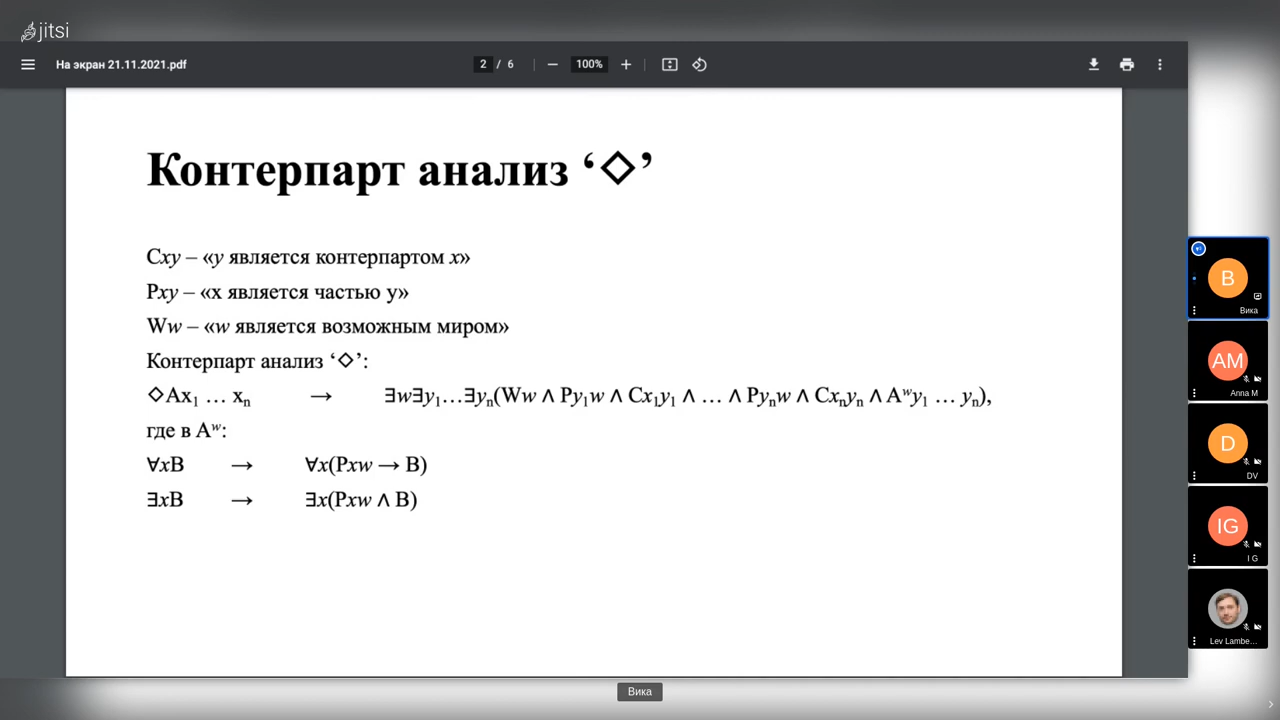 jitsi
На экран 21.11.2021.pdf
2 / 6
100%
Контерпарт анализ ‘◇’
Cxy – «y является контерпартом x»
Pxy – «x является частью y»
Ww – «w является возможным миром»
Контерпарт анализ ‘◇’:
◇Ax₁ … xₙ → ∃w∃y₁…∃yₙ(Ww ∧ Py₁w ∧ Cx₁y₁ ∧ … ∧ Pyₙw ∧ Cxₙyₙ ∧ Aʷy₁ … yₙ),
где в Aʷ:
∀xB → ∀x(Pxw → B)
∃xB → ∃x(Pxw ∧ B)
В
Вика
AM
Anna M
D
DV
IG
I G
Lev Lambe...
Вика